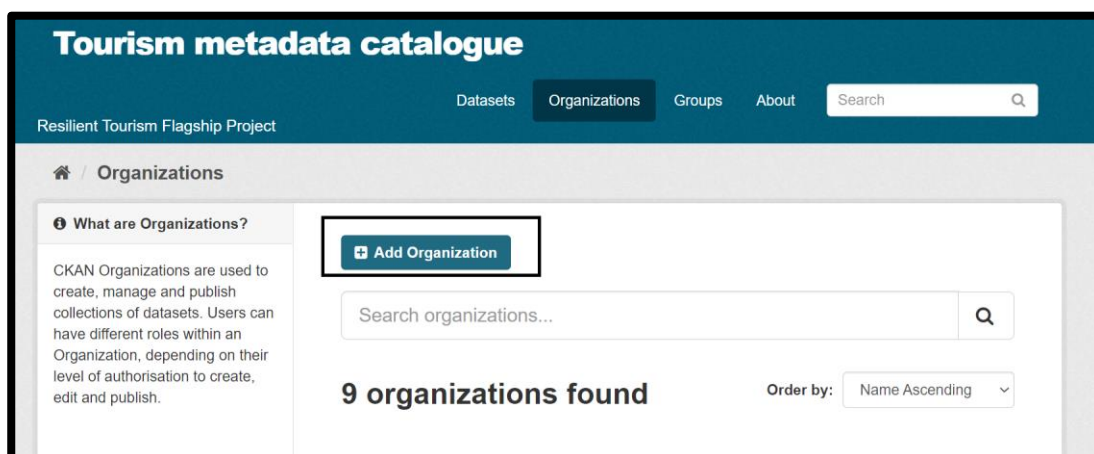 Tourism metadata catalogue
Datasets Organizations Groups About Search
Resilient Tourism Flagship Project
/ Organizations
What are Organizations?
CKAN Organizations are used to
create, manage and publish
collections of datasets. Users can
have different roles within an
Organization, depending on their
level of authorisation to create,
edit and publish.
Add Organization
Search organizations...
9 organizations found
Order by: Name Ascending